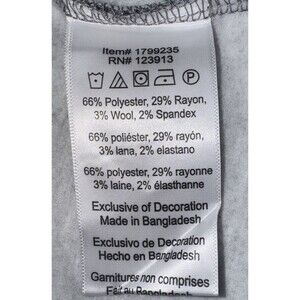 Item# 1799235
RN# 123913
66% Polyester, 29% Rayon,
3% Wool, 2% Spandex
66% poliéster, 29% rayón,
3% lana, 2% elastano
66% polyester, 29% rayonne
3% laine, 2% élasthanne
Exclusive of Decoration
Made in Bangladesh
Exclusivo de Decoration
Hecho en Bangladesh
Garnitures non comprises
Fait au Bangladesh